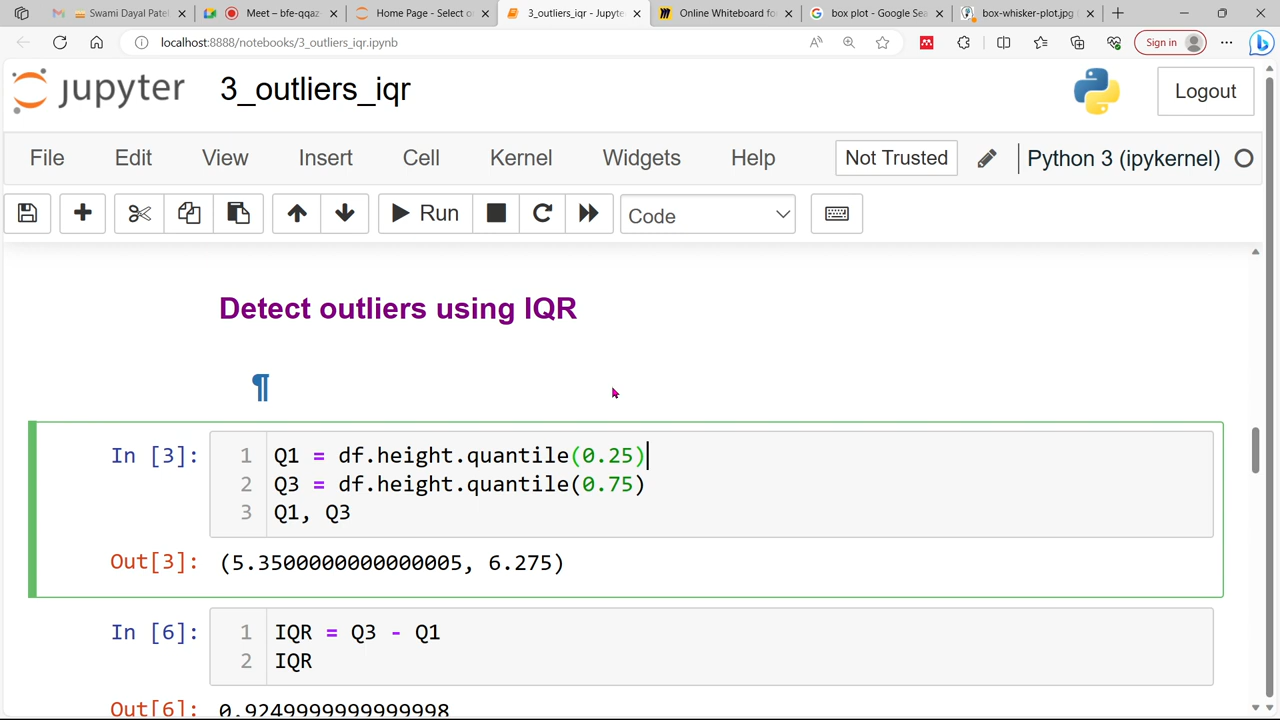 Swami Dayal Patel
Meet – bfe-qqaz
Home Page - Select o
3_outliers_iqr - Jupyte
Online Whiteboard
box plot - Google Sea
box-whisker-plot.jpg
localhost:8888/notebooks/3_outliers_iqr.ipynb
Sign in
jupyter
3_outliers_iqr
Logout
File Edit View Insert Cell Kernel Widgets Help Not Trusted Python 3 (ipykernel)
Run Code
Detect outliers using IQR
¶
In [3]: 1 Q1 = df.height.quantile(0.25)
2 Q3 = df.height.quantile(0.75)
3 Q1, Q3
Out[3]: (5.3500000000000005, 6.275)
In [6]: 1 IQR = Q3 - Q1
2 IQR
Out[6]: 0.9249999999999998